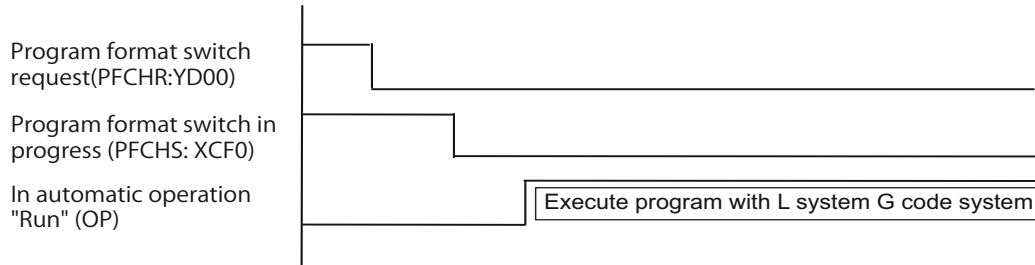 Program format switch
request(PFCHR:YD00)
Program format switch in
progress (PFCHS: XCF0)
In automatic operation
"Run" (OP)
Execute program with L system G code system